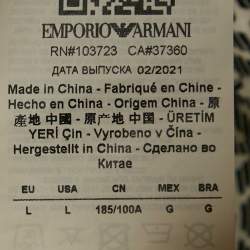 EMPORIO ARMANI
RN#103723 CA#37360
ДАТА ВЫПУСКА 02/2021
Made in China - Fabriqué en Chine -
Hecho en China - Origem China - 原
產地 中国 - 原产地 中国 - ÜRETİM
YERİ Çin - Vyrobeno v Čína -
Hergestellt in China - Сделано во
Китае
EU USA CN MEX BRA
L L 185/100A G G